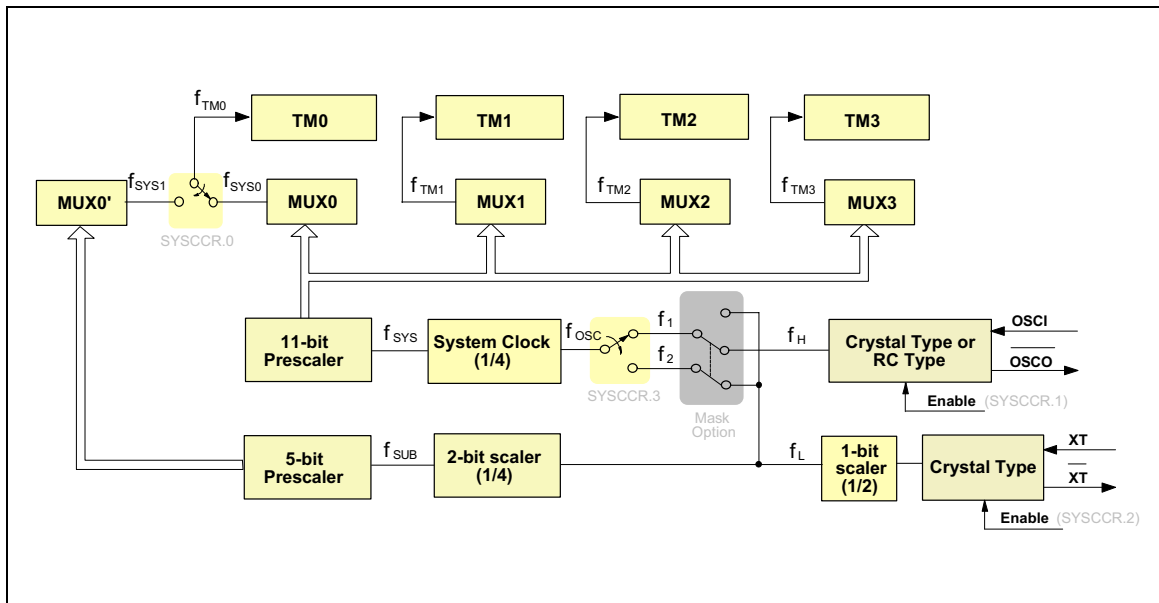 fTM0
TM0
TM1
TM2
TM3
MUX0'
fSYS1
fSYS0
MUX0
fTM1
MUX1
fTM2
MUX2
fTM3
MUX3
SYSCCR.0
11-bit
Prescaler
fSYS
System Clock
(1/4)
fOSC
f1
f2
SYSCCR.3
Mask
Option
fH
Crystal Type or
RC Type
OSCI
OSCO
Enable (SYSCCR.1)
5-bit
Prescaler
fSUB
2-bit scaler
(1/4)
fL
1-bit
scaler
(1/2)
Crystal Type
XT
XT
Enable (SYSCCR.2)